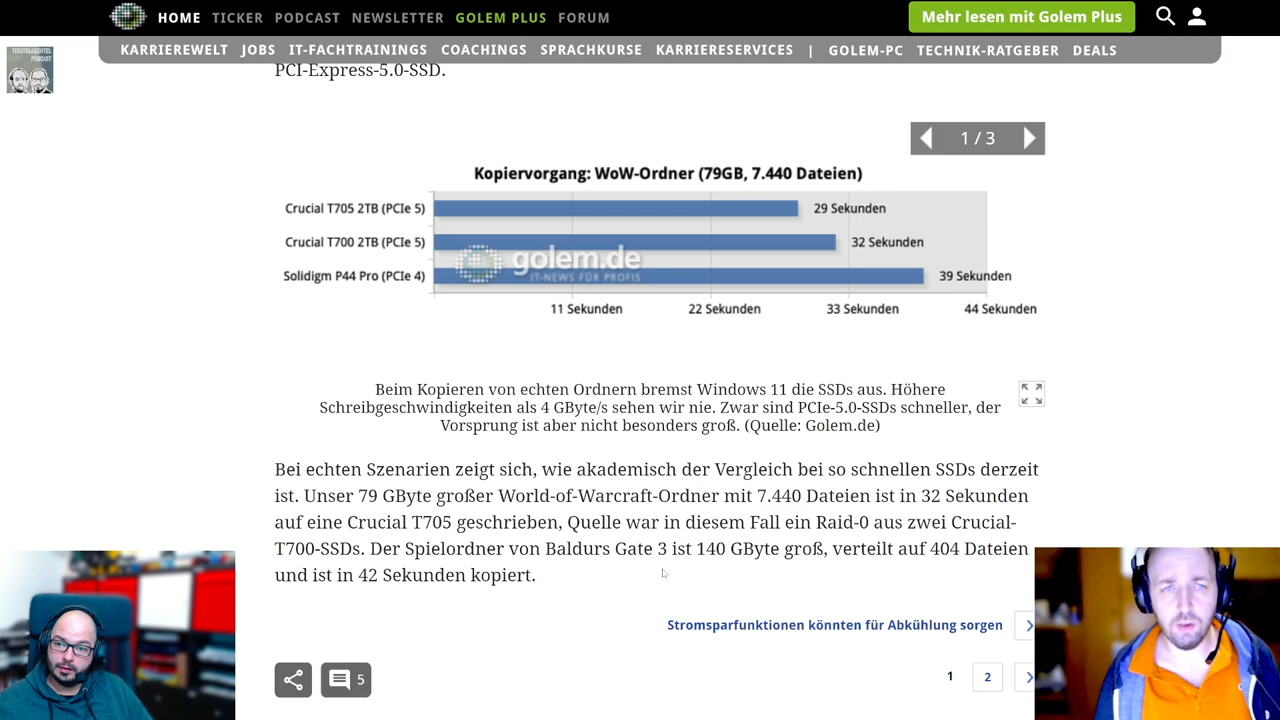 HOME TICKER PODCAST NEWSLETTER GOLEM PLUS FORUM Mehr lesen mit Golem Plus
KARRIEREWELT JOBS IT-FACHTRAININGS COACHINGS SPRACHKURSE KARRIERESERVICES | GOLEM-PC TECHNIK-RATGEBER DEALS
PODCAST
PCI-Express-5.0-SSD.
1 / 3
Kopiervorgang: WoW-Ordner (79GB, 7.440 Dateien)
Crucial T705 2TB (PCIe 5) 29 Sekunden
Crucial T700 2TB (PCIe 5) 32 Sekunden
golem.de
IT-NEWS FÜR PROFIS
Solidigm P44 Pro (PCIe 4) 39 Sekunden
11 Sekunden 22 Sekunden 33 Sekunden 44 Sekunden
Beim Kopieren von echten Ordnern bremst Windows 11 die SSDs aus. Höhere
Schreibgeschwindigkeiten als 4 GByte/s sehen wir nie. Zwar sind PCIe-5.0-SSDs schneller, der
Vorsprung ist aber nicht besonders groß. (Quelle: Golem.de)
Bei echten Szenarien zeigt sich, wie akademisch der Vergleich bei so schnellen SSDs derzeit
ist. Unser 79 GByte großer World-of-Warcraft-Ordner mit 7.440 Dateien ist in 32 Sekunden
auf eine Crucial T705 geschrieben, Quelle war in diesem Fall ein Raid-0 aus zwei Crucial-
T700-SSDs. Der Spielordner von Baldurs Gate 3 ist 140 GByte groß, verteilt auf 404 Dateien
und ist in 42 Sekunden kopiert.
Stromsparfunktionen könnten für Abkühlung sorgen
5
1 2